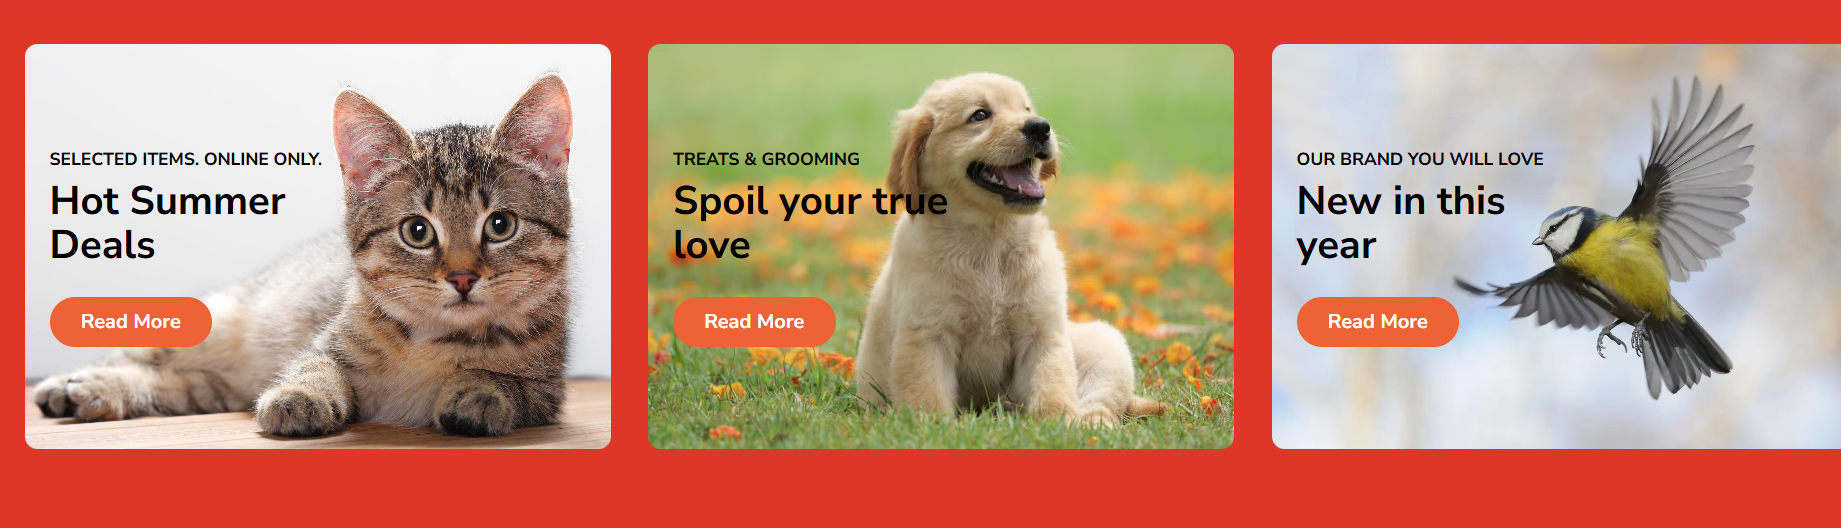 SELECTED ITEMS. ONLINE ONLY.
Hot Summer
Deals
Read More
TREATS & GROOMING
Spoil your true
love
Read More
OUR BRAND YOU WILL LOVE
New in this
year
Read More